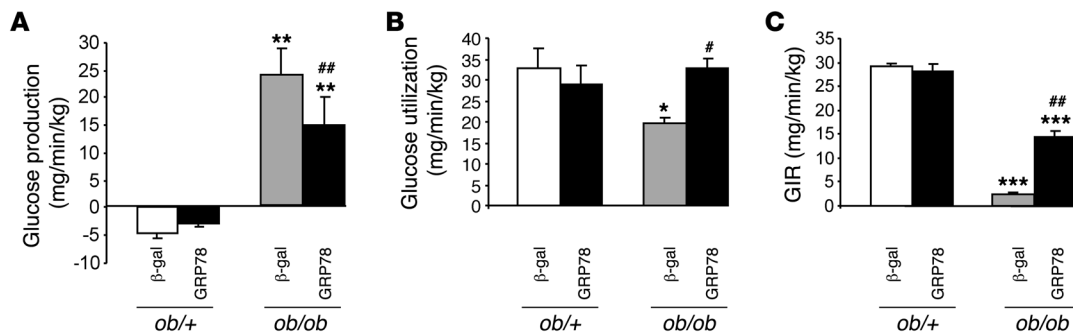 A
Glucose production
(mg/min/kg)
30
25
20
15
10
5
0
-5
-10
**
##
**
β-gal
GRP78
β-gal
GRP78
ob/+
ob/ob
B
Glucose utilization
(mg/min/kg)
40
35
30
25
20
15
10
5
0
*
#
β-gal
GRP78
β-gal
GRP78
ob/+
ob/ob
C
GIR (mg/min/kg)
35
30
25
20
15
10
5
0
***
##
***
β-gal
GRP78
β-gal
GRP78
ob/+
ob/ob